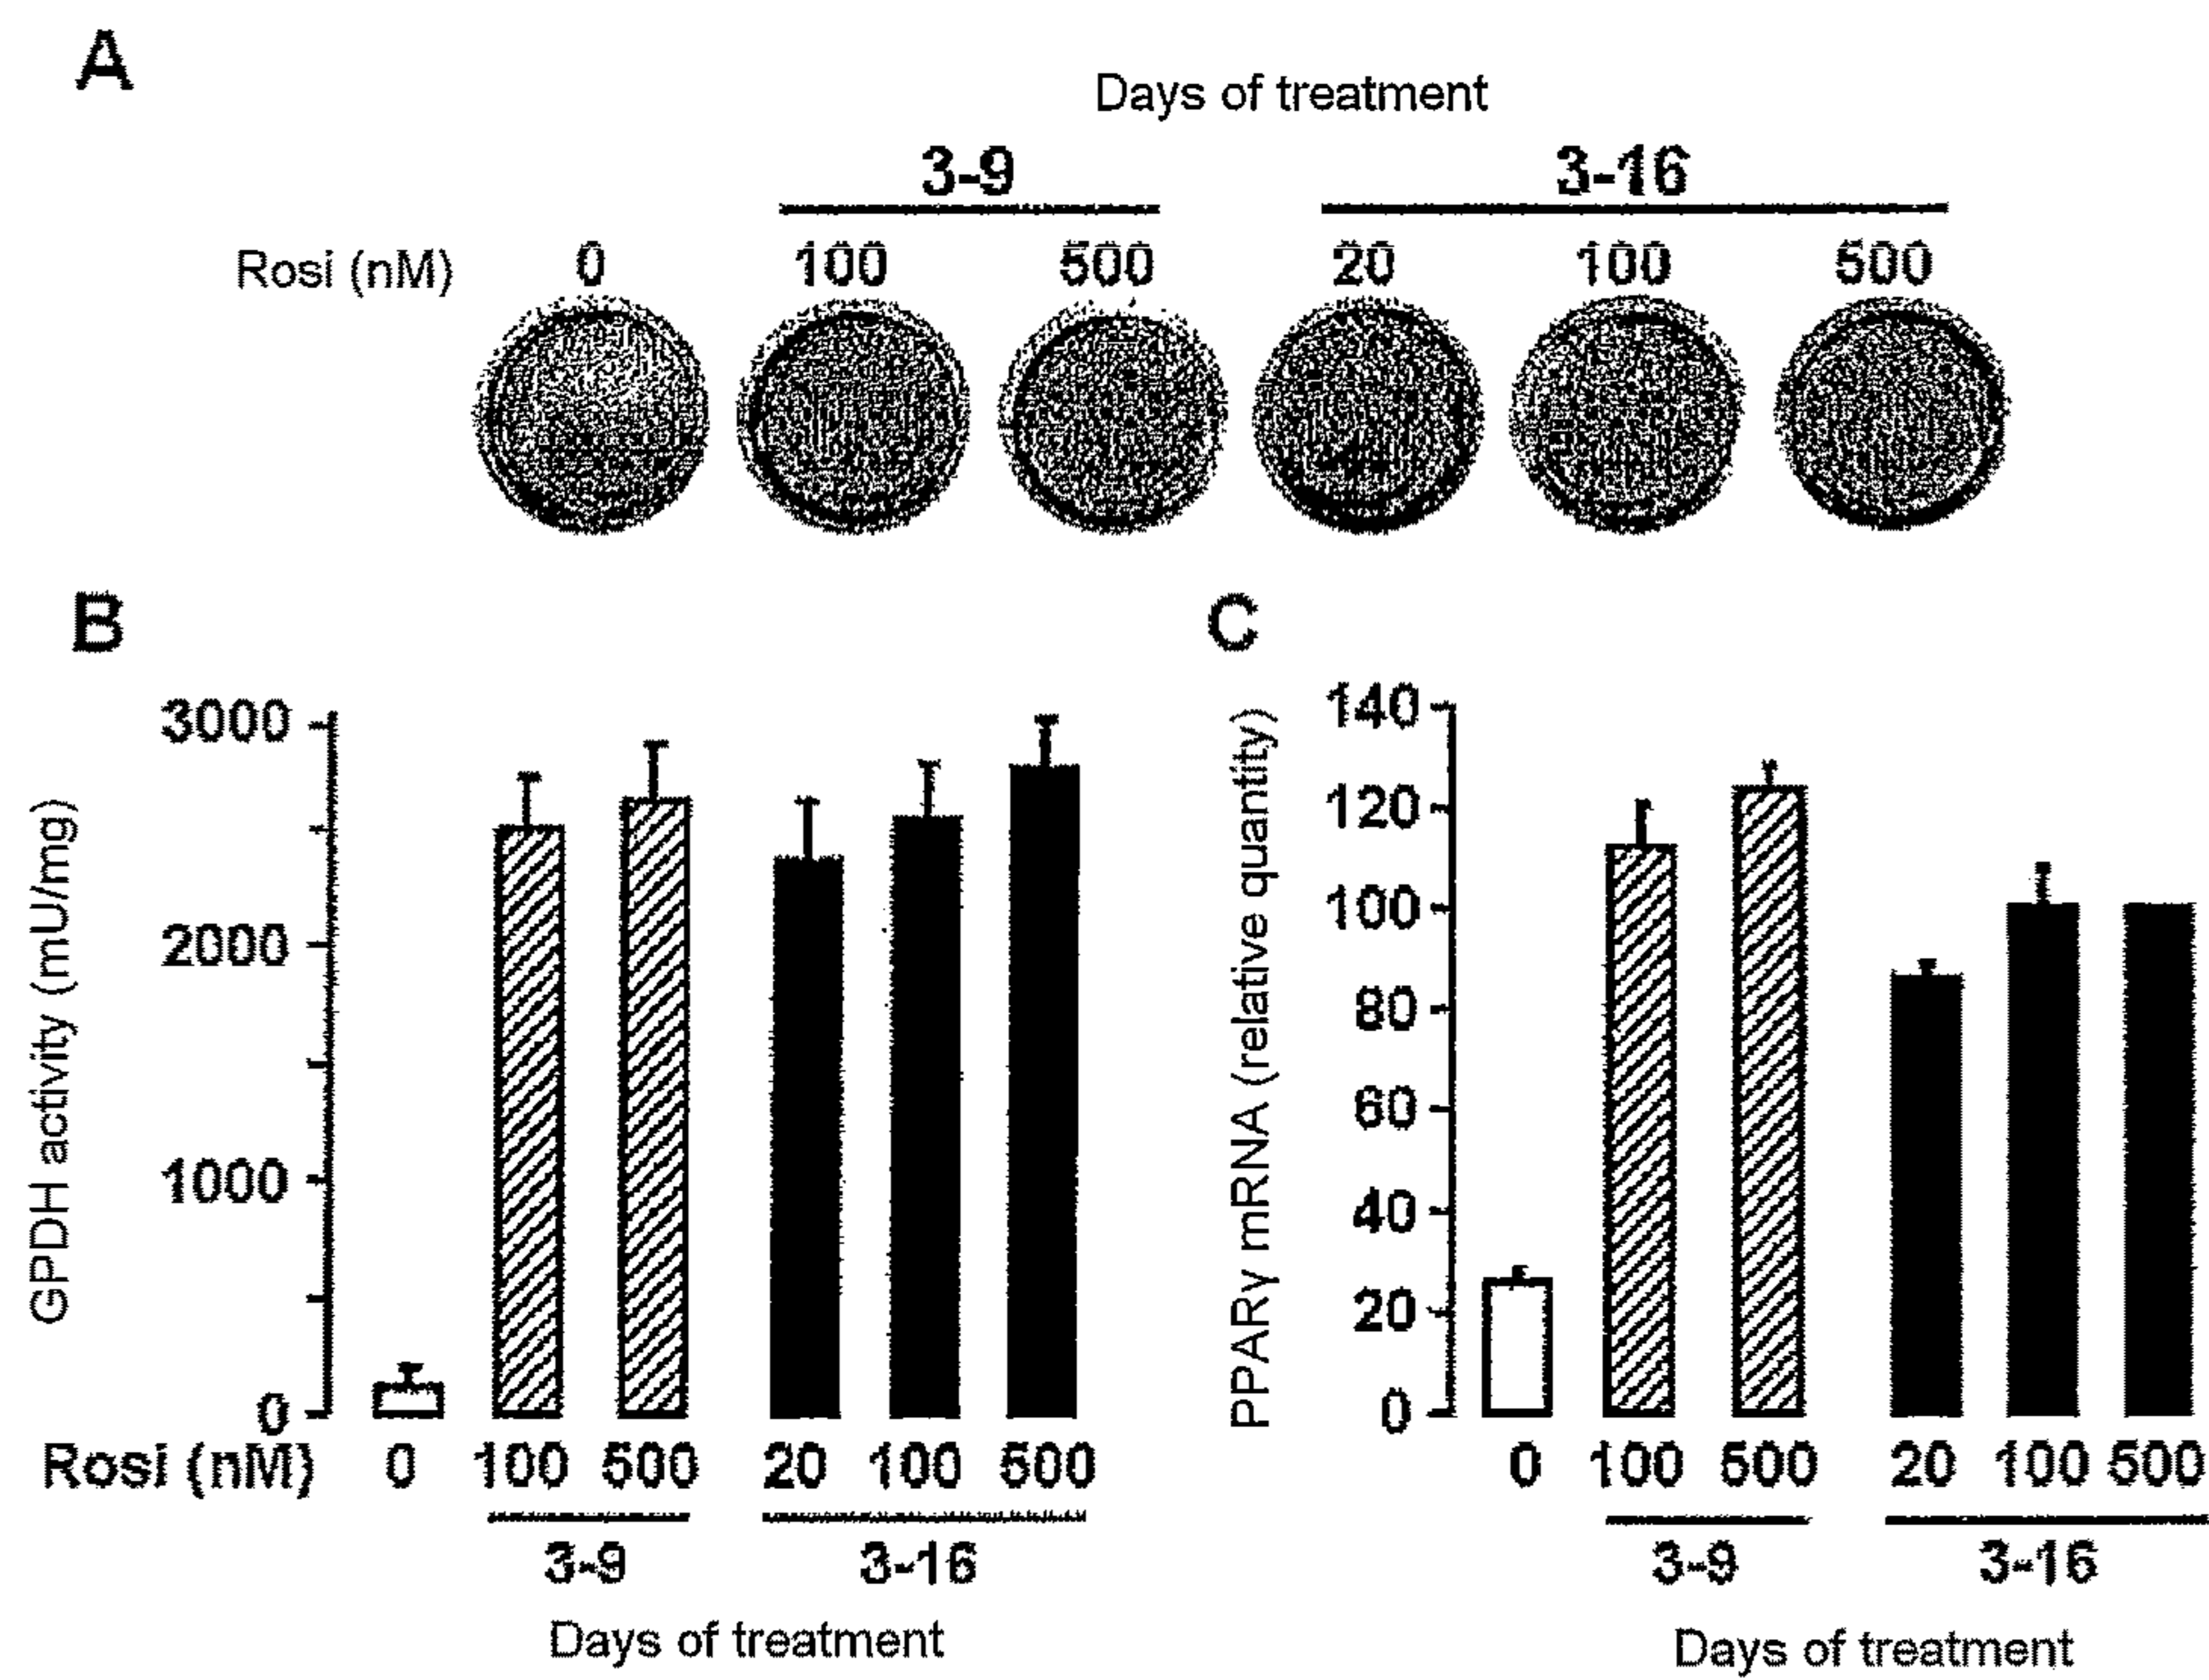 A
Days of treatment
3-9 3-16
Rosi (nM) 0 100 500 20 100 500
B
GPDH activity (mU/mg)
3000
2000
1000
0
Rosi (nM) 0 100 500 20 100 500
3-9 3-16
Days of treatment
C
PPARγ mRNA (relative quantity)
140
120
100
80
60
40
20
0
0 100 500 20 100 500
3-9 3-16
Days of treatment